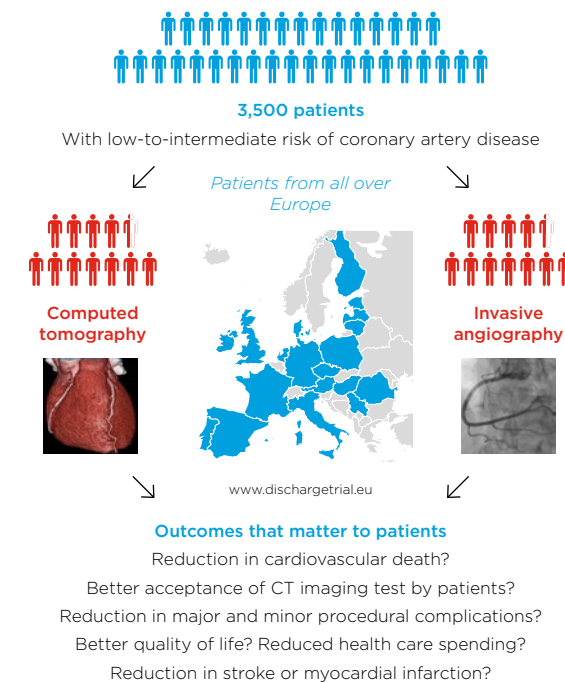 3,500 patients
With low-to-intermediate risk of coronary artery disease
Patients from all over
Europe
Computed
tomography
Invasive
angiography
www.dischargetrial.eu
Outcomes that matter to patients
Reduction in cardiovascular death?
Better acceptance of CT imaging test by patients?
Reduction in major and minor procedural complications?
Better quality of life? Reduced health care spending?
Reduction in stroke or myocardial infarction?